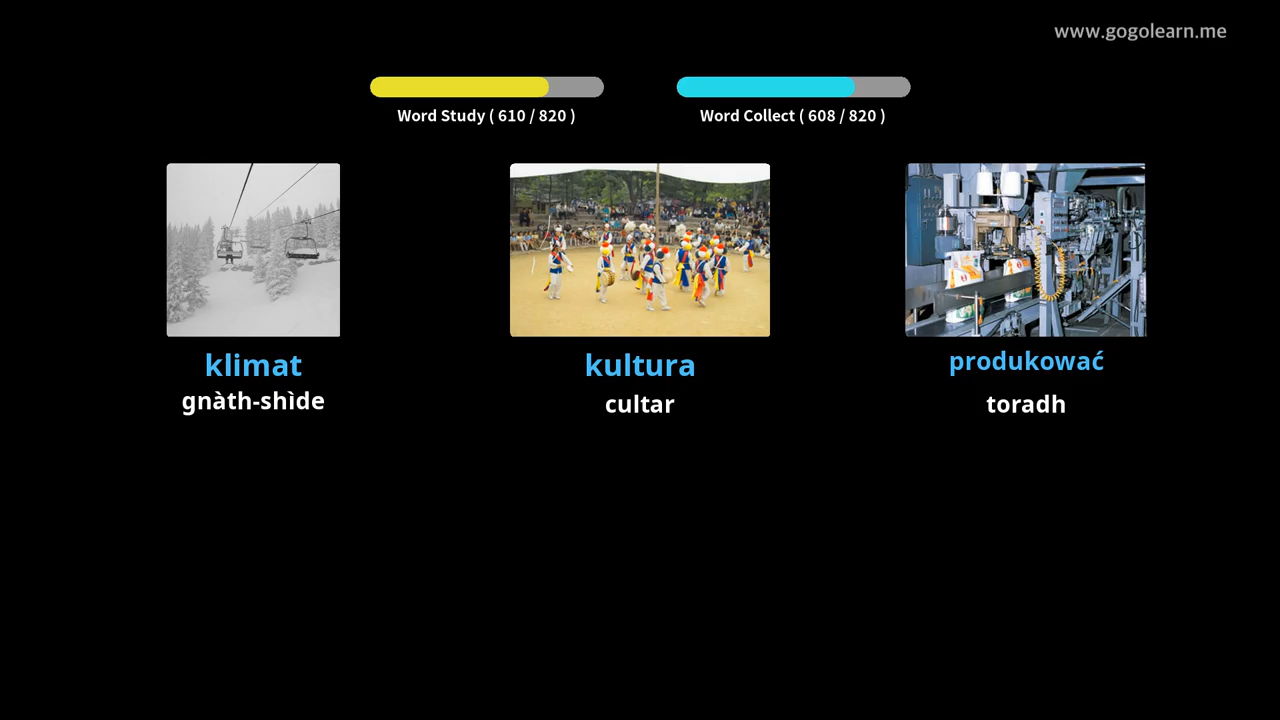 www.gogolearn.me
Word Study ( 610 / 820 )
Word Collect ( 608 / 820 )
klimat
gnàth-shìde
kultura
cultar
produkować
toradh